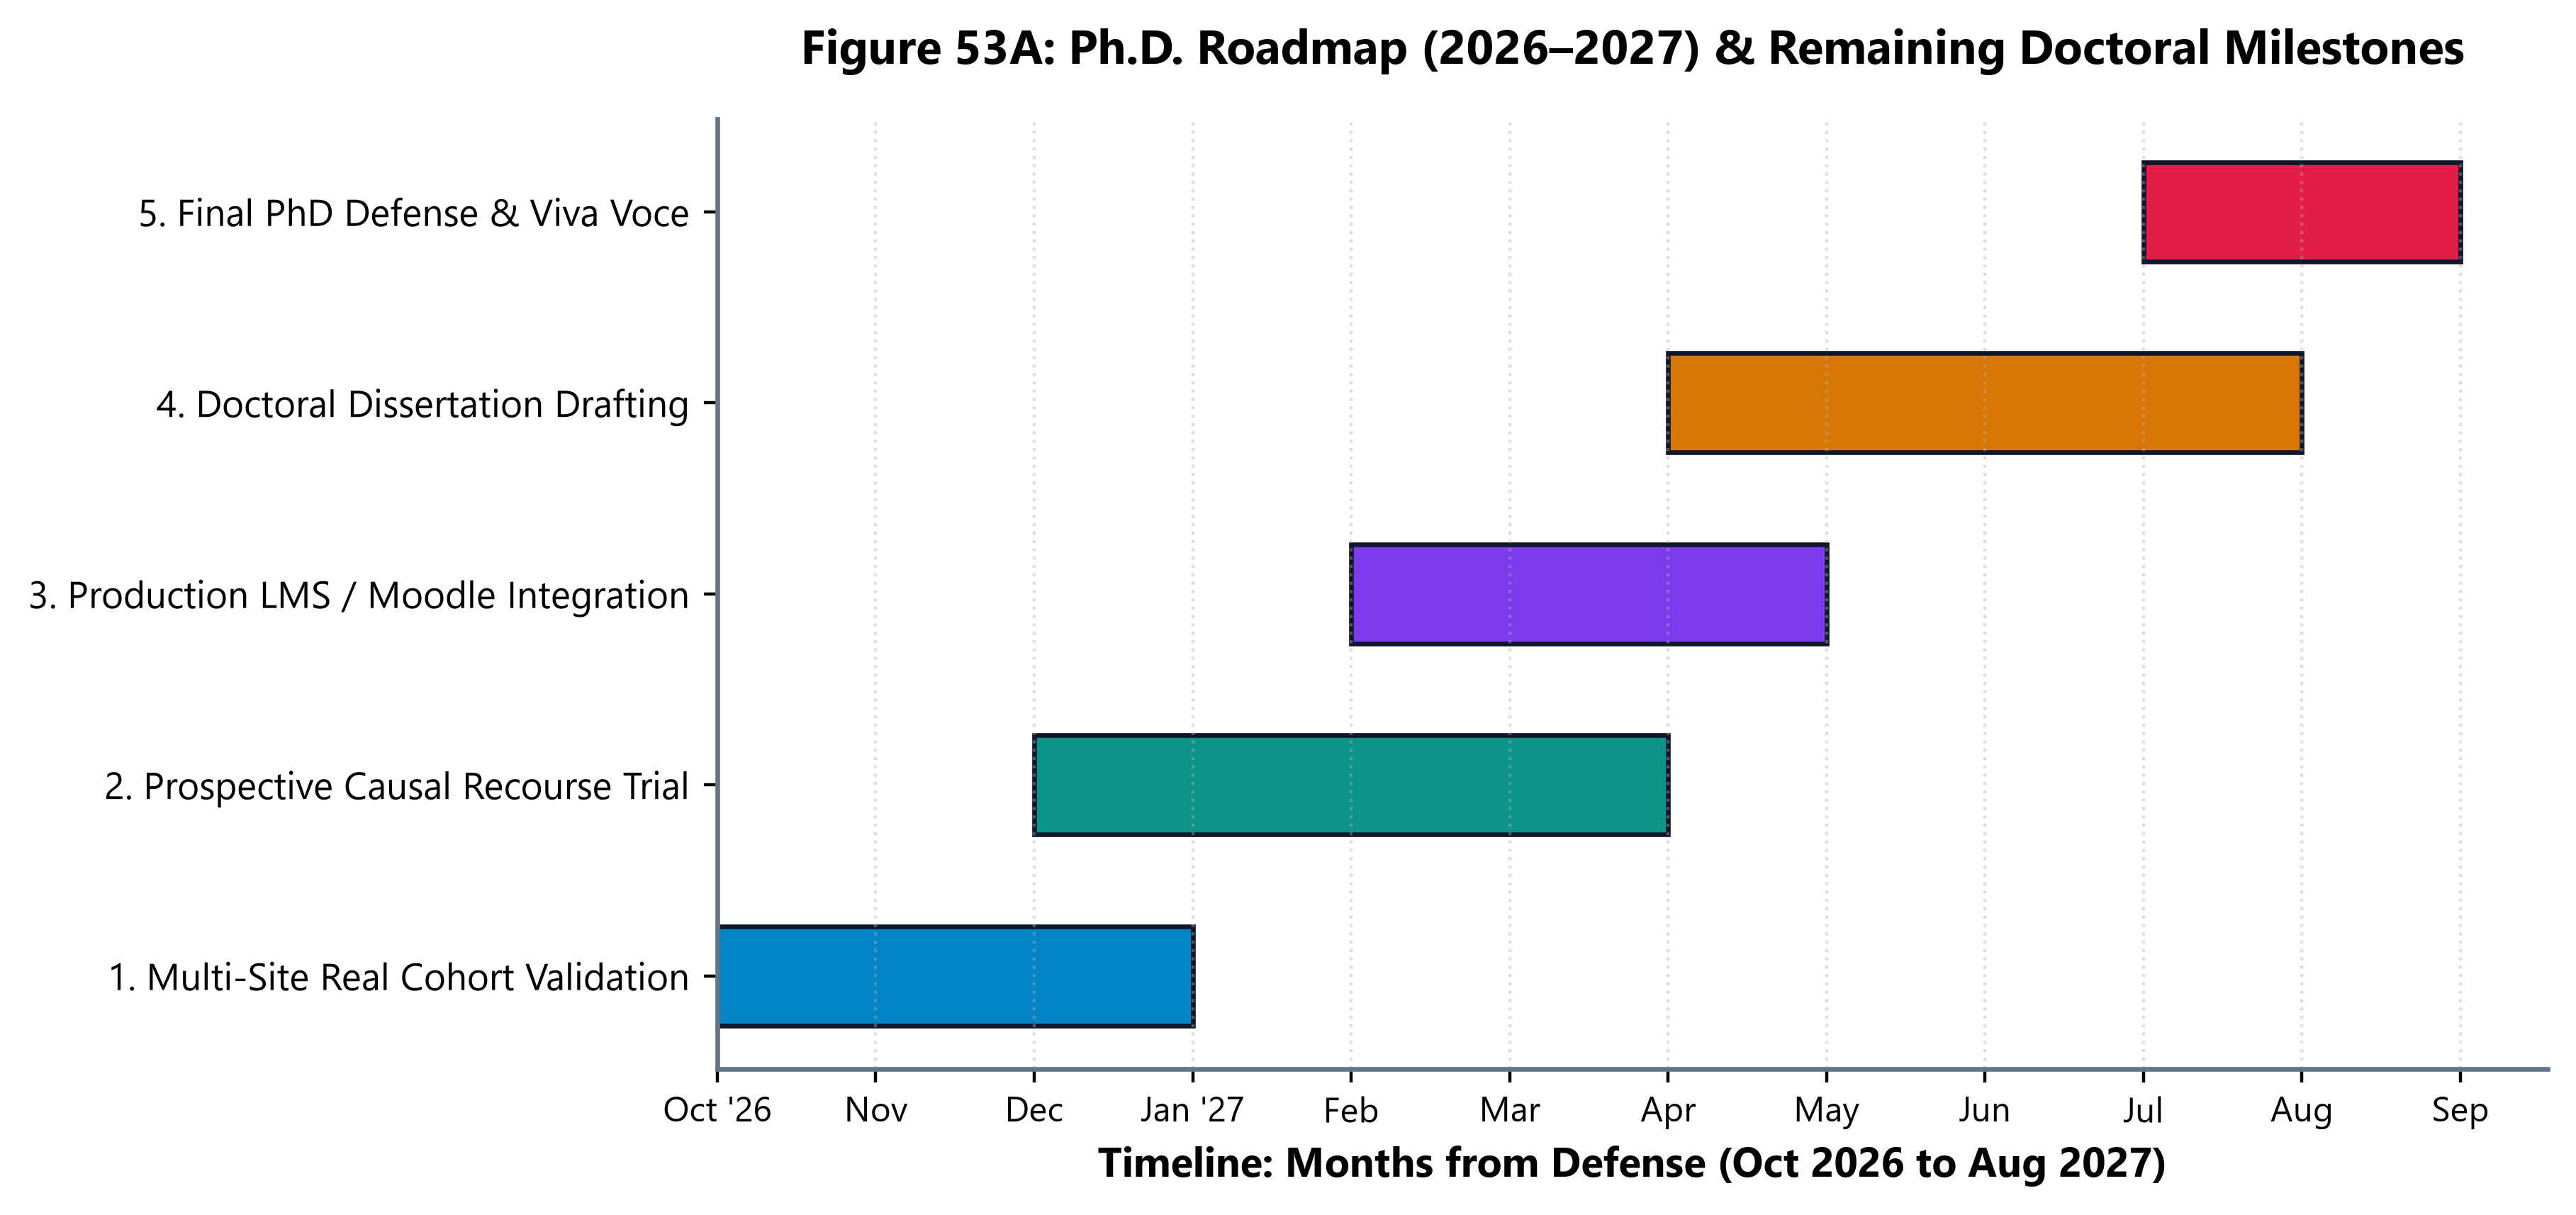 Figure 53A: Ph.D. Roadmap (2026–2027) & Remaining Doctoral Milestones
5. Final PhD Defense & Viva Voce
4. Doctoral Dissertation Drafting
3. Production LMS / Moodle Integration
2. Prospective Causal Recourse Trial
1. Multi-Site Real Cohort Validation
Oct '26 Nov Dec Jan '27 Feb Mar Apr May Jun Jul Aug Sep
Timeline: Months from Defense (Oct 2026 to Aug 2027)